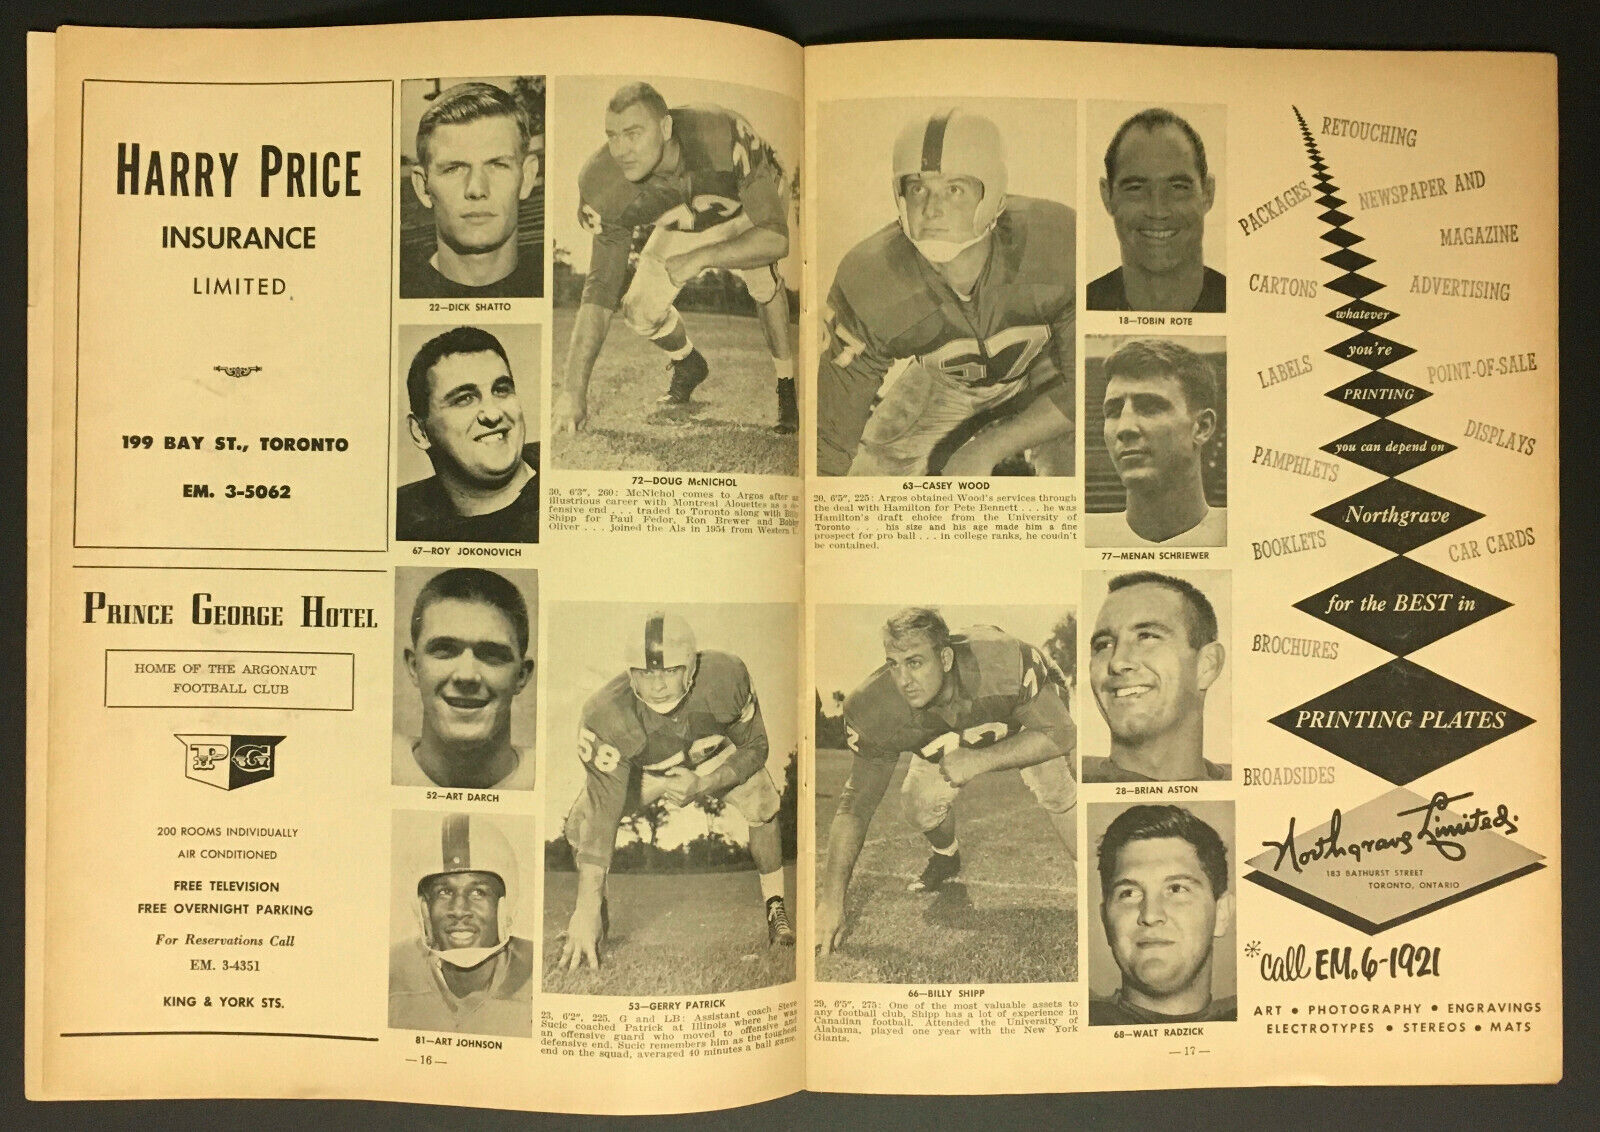 HARRY PRICE
INSURANCE
LIMITED
199 BAY ST., TORONTO
EM. 3-5062
PRINCE GEORGE HOTEL
HOME OF THE ARGONAUT
FOOTBALL CLUB
P G
200 ROOMS INDIVIDUALLY
AIR CONDITIONED
FREE TELEVISION
FREE OVERNIGHT PARKING
For Reservations Call
EM. 3-4351
KING & YORK STS.
22—DICK SHATTO
67—ROY JOKONOVICH
52—ART DARCH
81—ART JOHNSON
—16—
72—DOUG McNICHOL
30, 6'3", 260: McNichol comes to Argos after an
illustrious career with Montreal Alouettes as a de-
fensive end . . . traded to Toronto along with Billy
Shipp for Paul Fedor, Ron Brewer and Bobby
Oliver . . . joined the Als in 1954 from Western U.
58
53—GERRY PATRICK
23, 6'2", 225. G and LB: Assistant coach Steve
Sucic coached Patrick at Illinois where he was
an offensive guard who moved to offensive and
defensive end. Sucic remembers him as the toughest
end on the squad, averaged 40 minutes a ball game.
67
63—CASEY WOOD
20, 6'5", 225: Argos obtained Wood's services through
the deal with Hamilton for Pete Bennett . . . he was
Hamilton's draft choice from the University of
Toronto . . . his size and his age made him a fine
prospect for pro ball . . . in college ranks, he coudn't
be contained.
66—BILLY SHIPP
29, 6'5", 275: One of the most valuable assets to
any football club, Shipp has a lot of experience in
Canadian football. Attended the University of
Alabama, played one year with the New York
Giants.
18—TOBIN ROTE
77—MENAN SCHRIEWER
28—BRIAN ASTON
68—WALT RADZICK
—17—
RETOUCHING
PACKAGES
NEWSPAPER AND
MAGAZINE
ADVERTISING
CARTONS
whatever
you're
LABELS
POINT-OF-SALE
PRINTING
DISPLAYS
you can depend on
PAMPHLETS
Northgrave
BOOKLETS
CAR CARDS
for the BEST in
BROCHURES
PRINTING PLATES
BROADSIDES
Northgrave Limited.
183 BATHURST STREET
TORONTO, ONTARIO
*call EM. 6-1921
ART • PHOTOGRAPHY • ENGRAVINGS
ELECTROTYPES • STEREOS • MATS